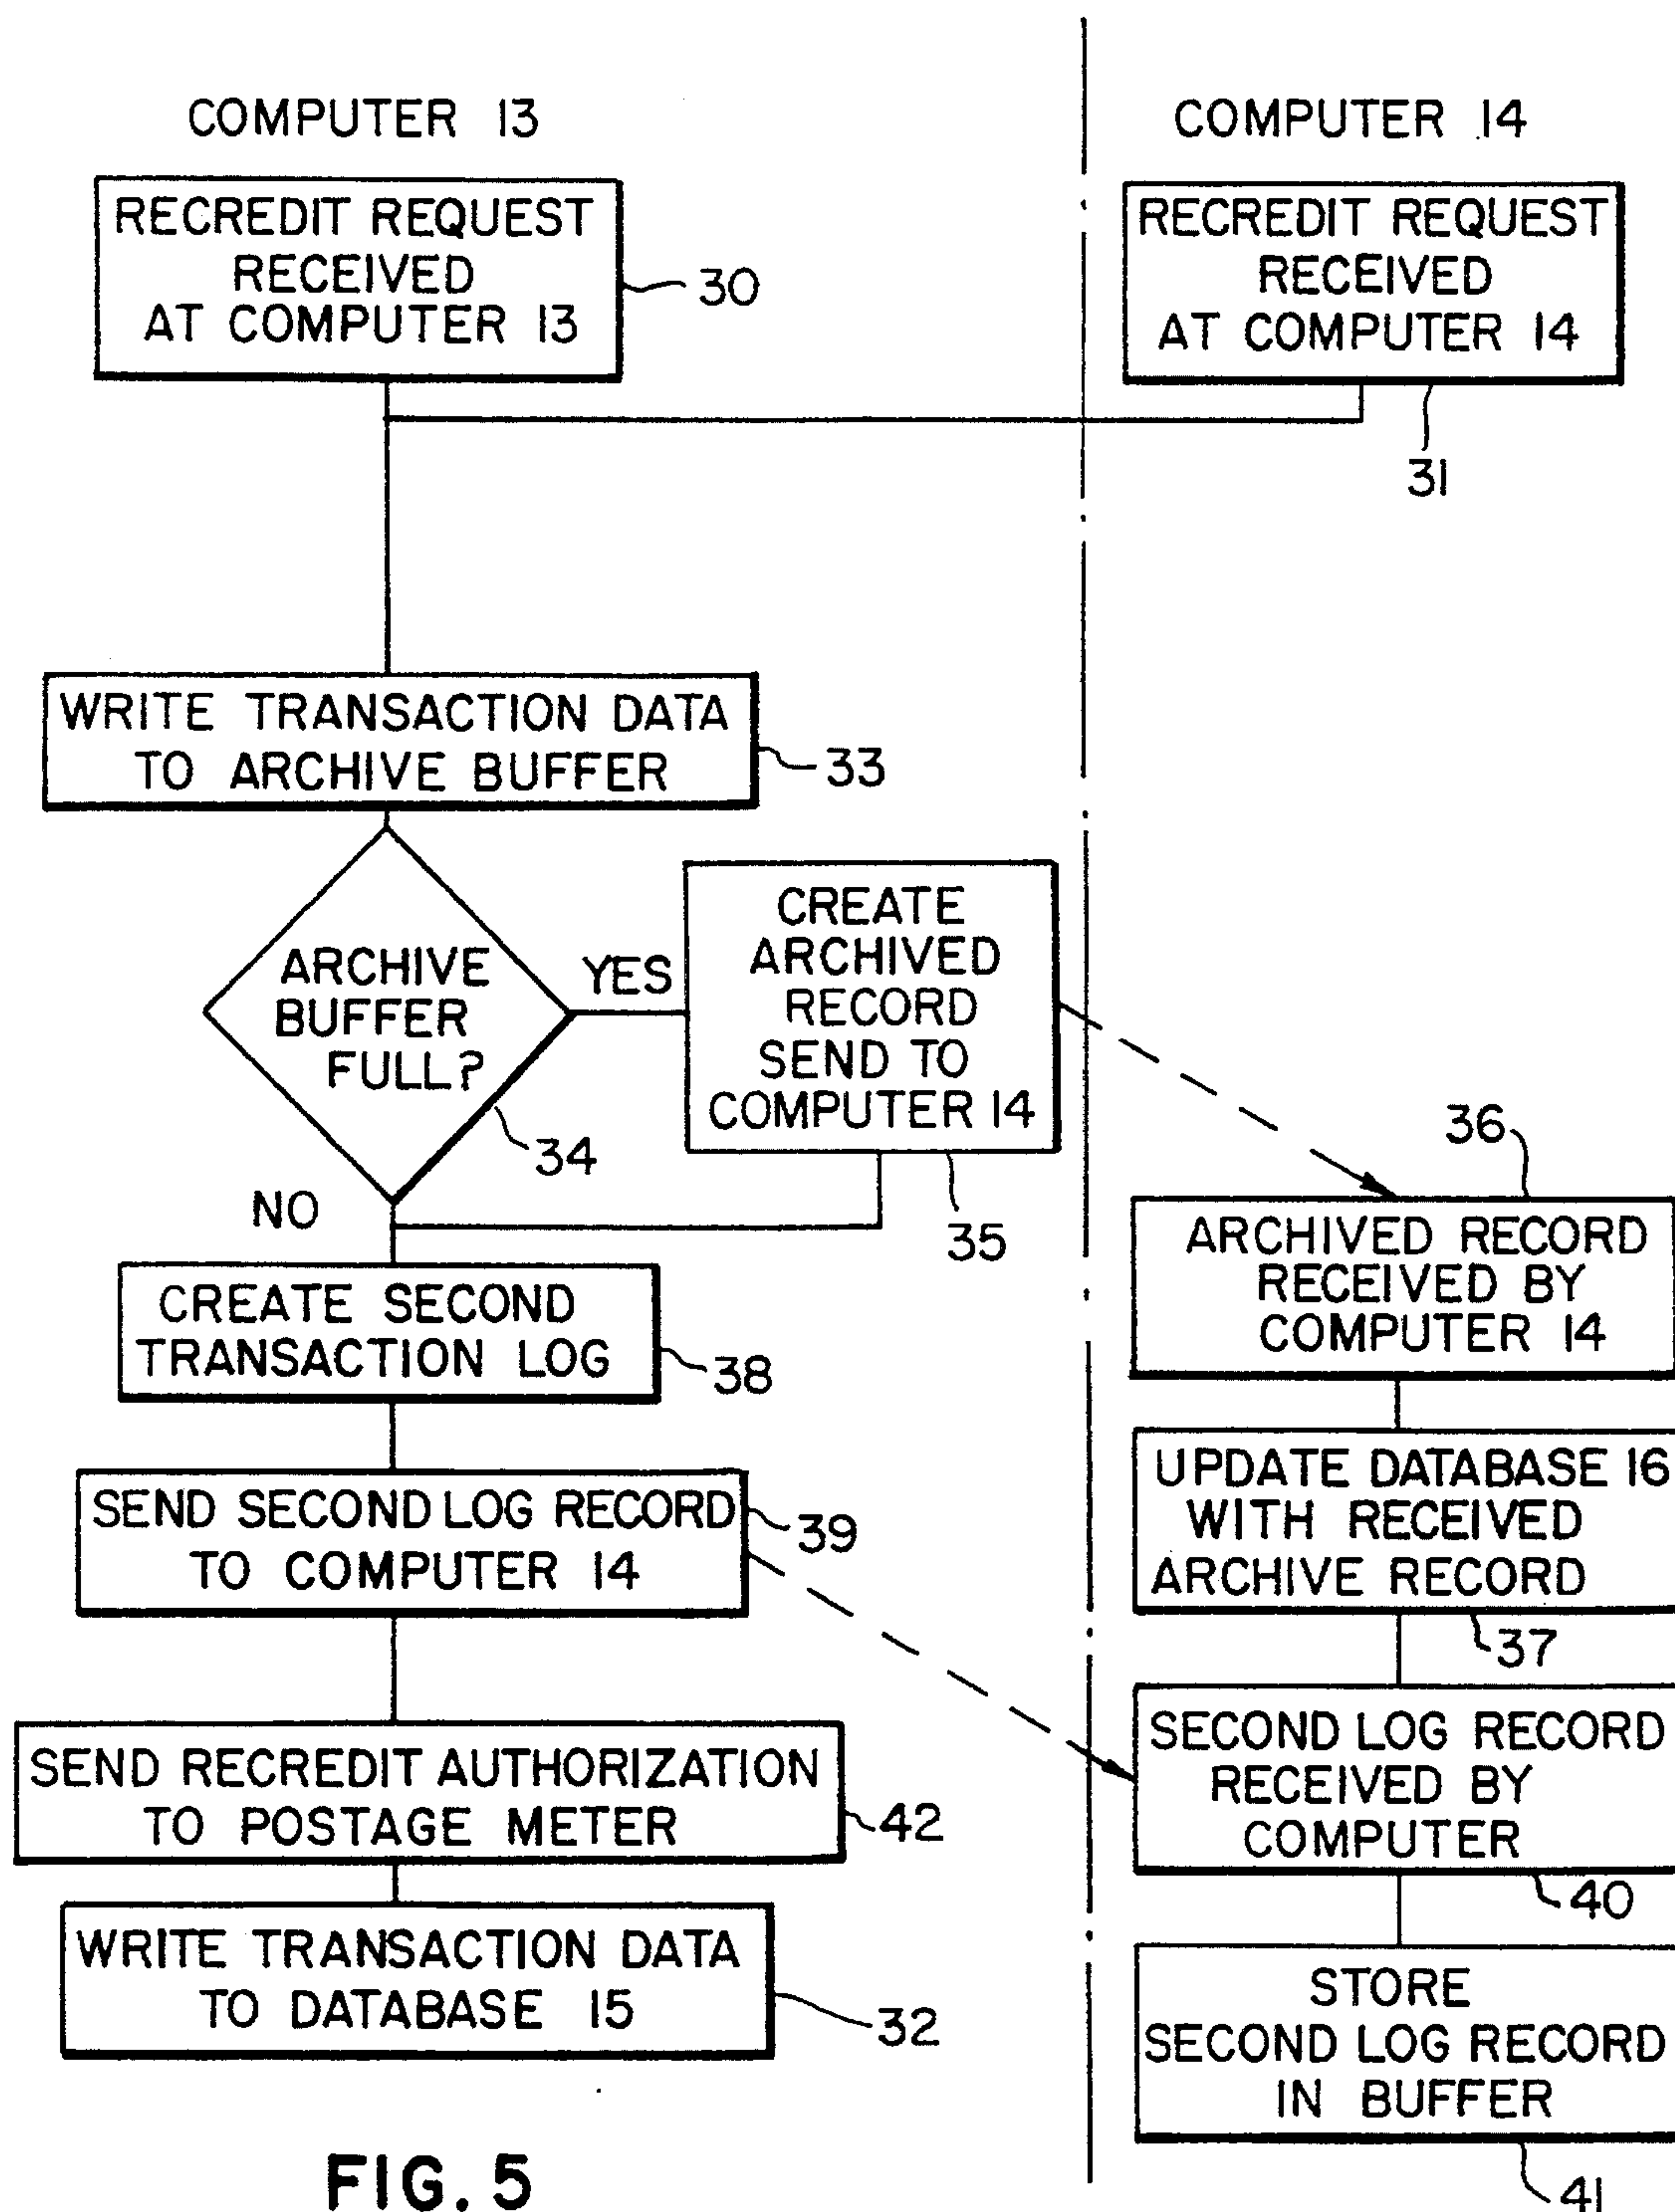 COMPUTER 13
COMPUTER 14
RECREDIT REQUEST
RECEIVED
AT COMPUTER 13
30
RECREDIT REQUEST
RECEIVED
AT COMPUTER 14
31
WRITE TRANSACTION DATA
TO ARCHIVE BUFFER
33
ARCHIVE
BUFFER
FULL?
34
YES
NO
CREATE
ARCHIVED
RECORD
SEND TO
COMPUTER 14
35
36
ARCHIVED RECORD
RECEIVED BY
COMPUTER 14
CREATE SECOND
TRANSACTION LOG
38
UPDATE DATABASE 16
WITH RECEIVED
ARCHIVE RECORD
37
SEND SECOND LOG RECORD
TO COMPUTER 14
39
SECOND LOG RECORD
RECEIVED BY
COMPUTER
40
SEND RECREDIT AUTHORIZATION
TO POSTAGE METER
42
WRITE TRANSACTION DATA
TO DATABASE 15
32
STORE
SECOND LOG RECORD
IN BUFFER
41
FIG. 5